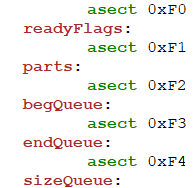 asect 0xF0
readyFlags:
asect 0xF1
parts:
asect 0xF2
begQueue:
asect 0xF3
endQueue:
asect 0xF4
sizeQueue: